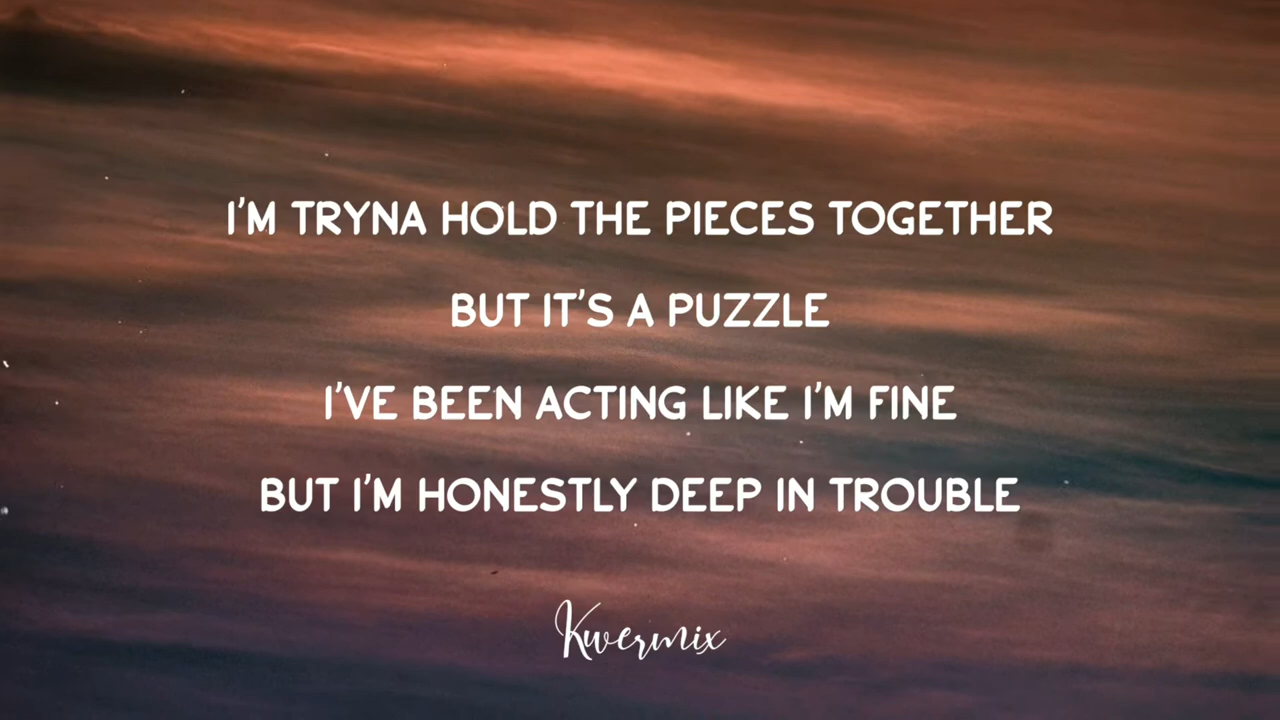 I'M TRYNA HOLD THE PIECES TOGETHER
BUT IT'S A PUZZLE
I'VE BEEN ACTING LIKE I'M FINE
BUT I'M HONESTLY DEEP IN TROUBLE
Kwermix